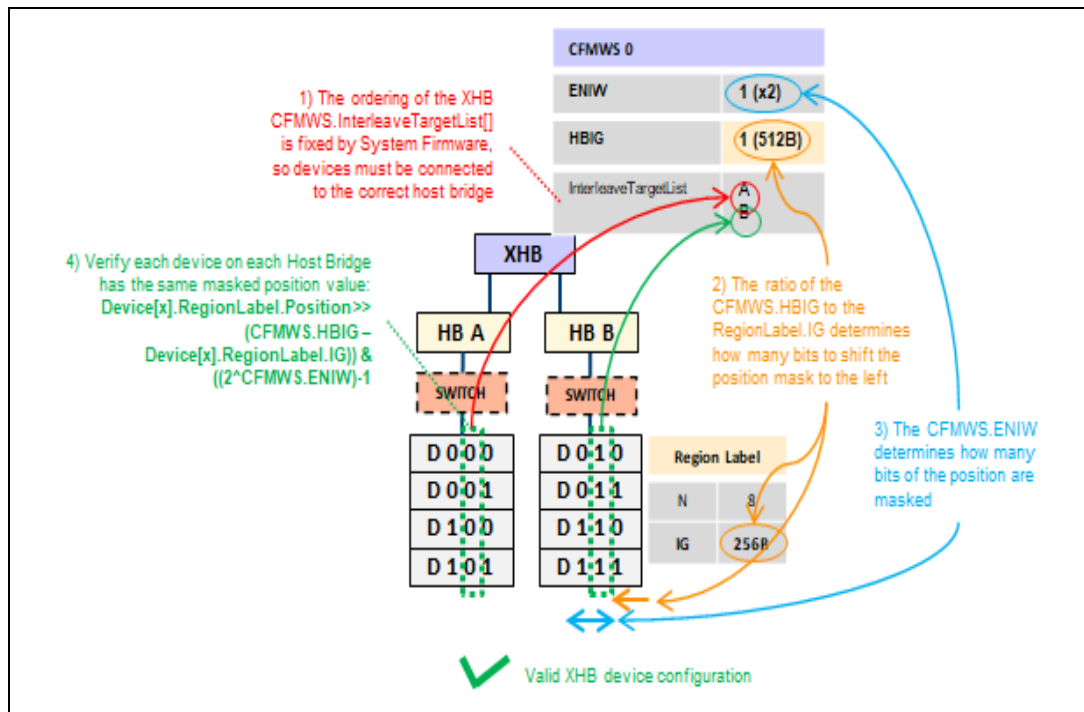 CFMWS 0
ENIW 1 (x2)
HBIG 1 (512B)
InterleaveTargetList A
B
1) The ordering of the XHB
CFMWS.InterleaveTargetList[]
is fixed by System Firmware,
so devices must be connected
to the correct host bridge
XHB
4) Verify each device on each Host Bridge
has the same masked position value:
Device[x].RegionLabel.Position>>
(CFMWS.HBIG –
Device[x].RegionLabel.IG)) &
((2^CFMWS.ENIW)-1
2) The ratio of the
CFMWS.HBIG to the
RegionLabel.IG determines
how many bits to shift the
position mask to the left
HB A
HB B
SWITCH
SWITCH
3) The CFMWS.ENIW
determines how many
bits of the position are
masked
D 0 0 0
D 0 0 1
D 1 0 0
D 1 0 1
D 0 1 0
D 0 1 1
D 1 1 0
D 1 1 1
Region Label
N 8
IG 256B
Valid XHB device configuration